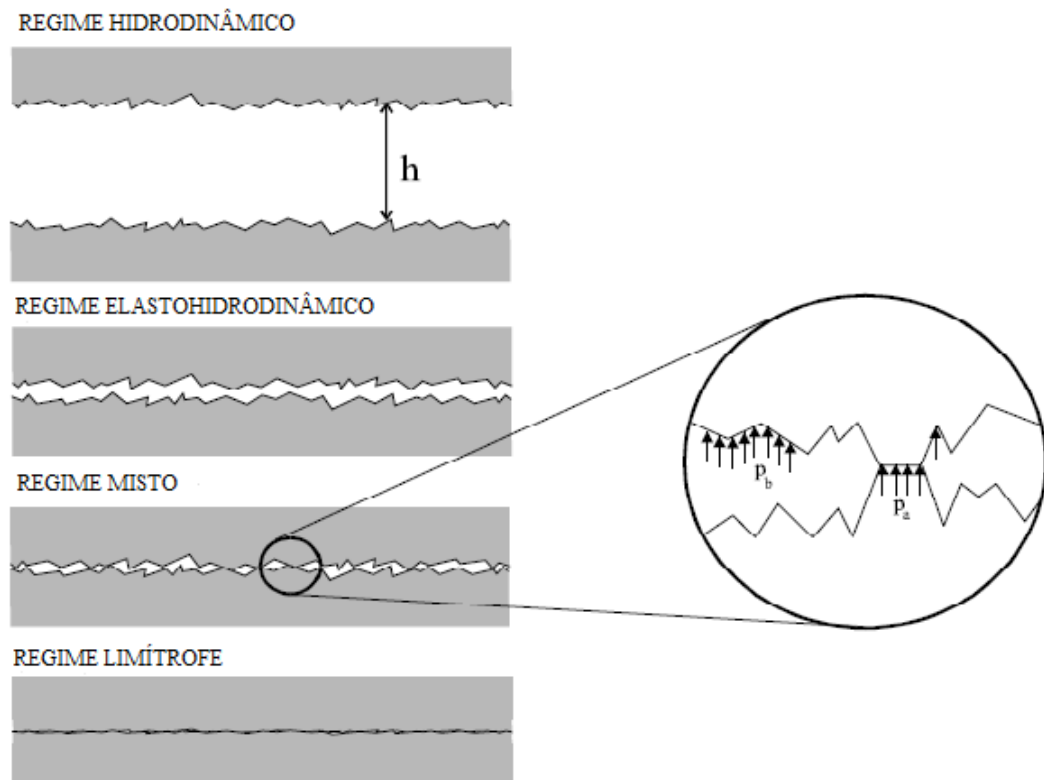 REGIME HIDRODINÂMICO
h
REGIME ELASTOHIDRODINÂMICO
REGIME MISTO
p_b
p_a
REGIME LIMÍTROFE